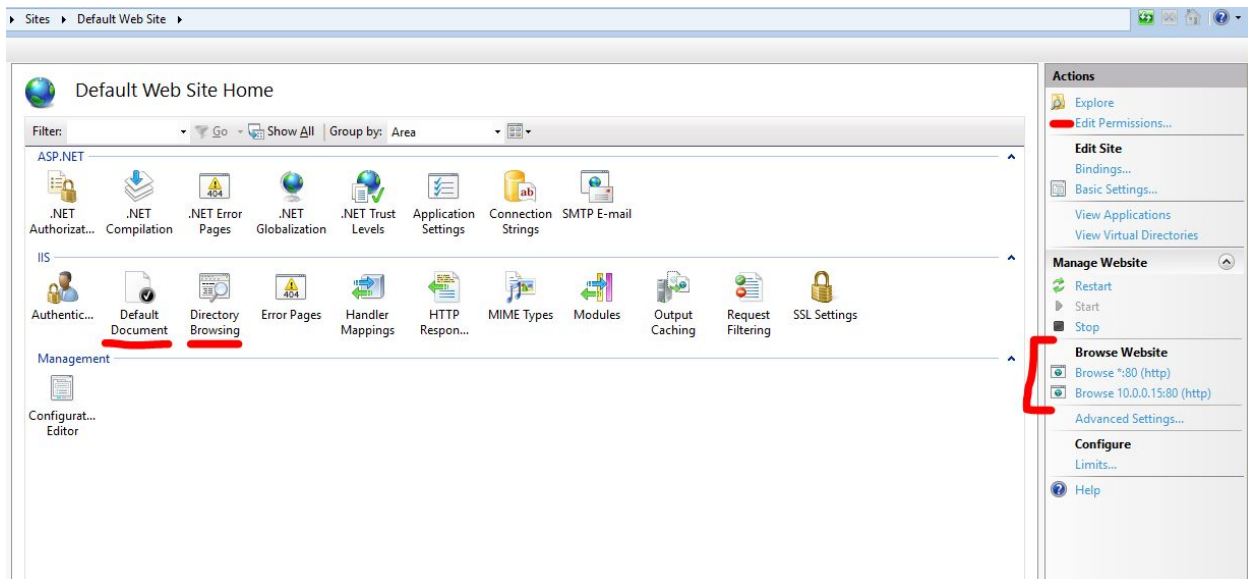 Sites Default Web Site
Default Web Site Home
Filter: Go Show All Group by: Area
ASP.NET
.NET Authorizat...
.NET Compilation
.NET Error Pages
.NET Globalization
.NET Trust Levels
Application Settings
Connection Strings
SMTP E-mail
IIS
Authentic...
Default Document
Directory Browsing
Error Pages
Handler Mappings
HTTP Respon...
MIME Types
Modules
Output Caching
Request Filtering
SSL Settings
Management
Configurat... Editor
Actions
Explore
Edit Permissions...
Edit Site
Bindings...
Basic Settings...
View Applications
View Virtual Directories
Manage Website
Restart
Start
Stop
Browse Website
Browse *:80 (http)
Browse 10.0.0.15:80 (http)
Advanced Settings...
Configure
Limits...
Help